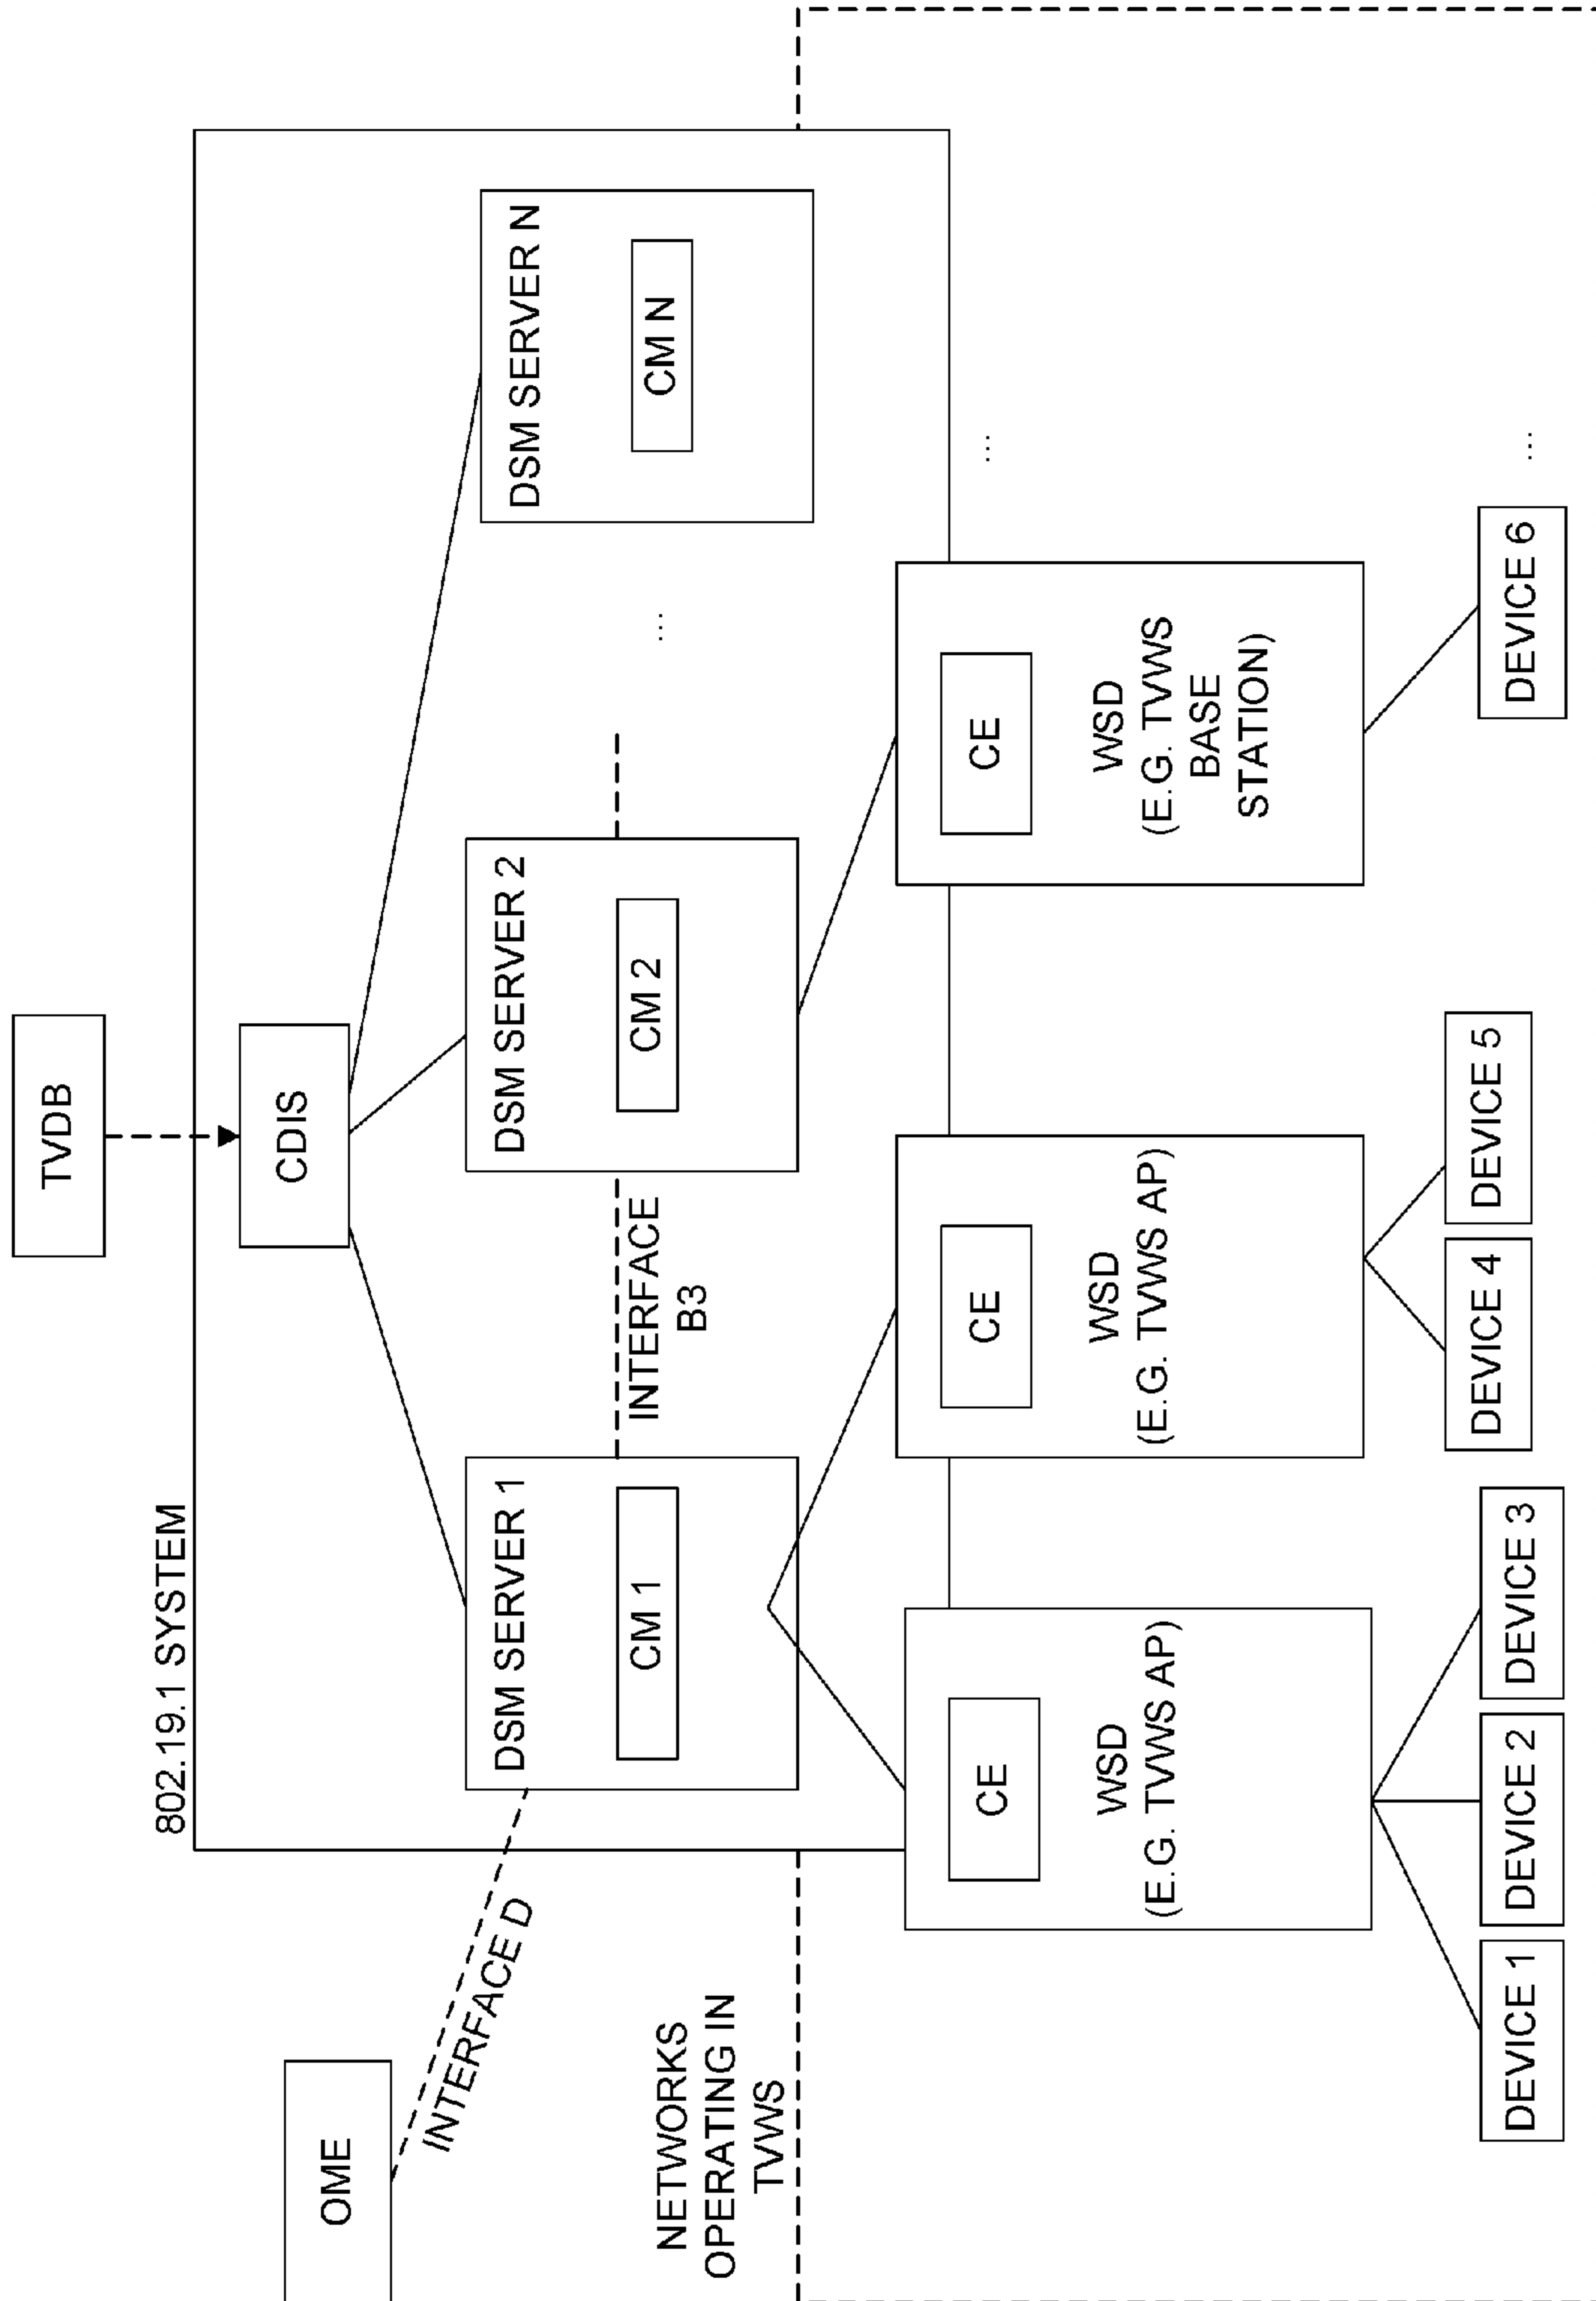 TVDB
802.19.1 SYSTEM
CDIS
OME
INTERFACE D
DSM SERVER 1
CM 1
INTERFACE
B3
DSM SERVER 2
CM 2
...
DSM SERVER N
CM N
NETWORKS
OPERATING IN
TVWS
CE
WSD
(E.G. TVWS AP)
CE
WSD
(E.G. TVWS AP)
CE
WSD
(E.G. TVWS
BASE
STATION)
...
DEVICE 1
DEVICE 2
DEVICE 3
DEVICE 4
DEVICE 5
DEVICE 6
...